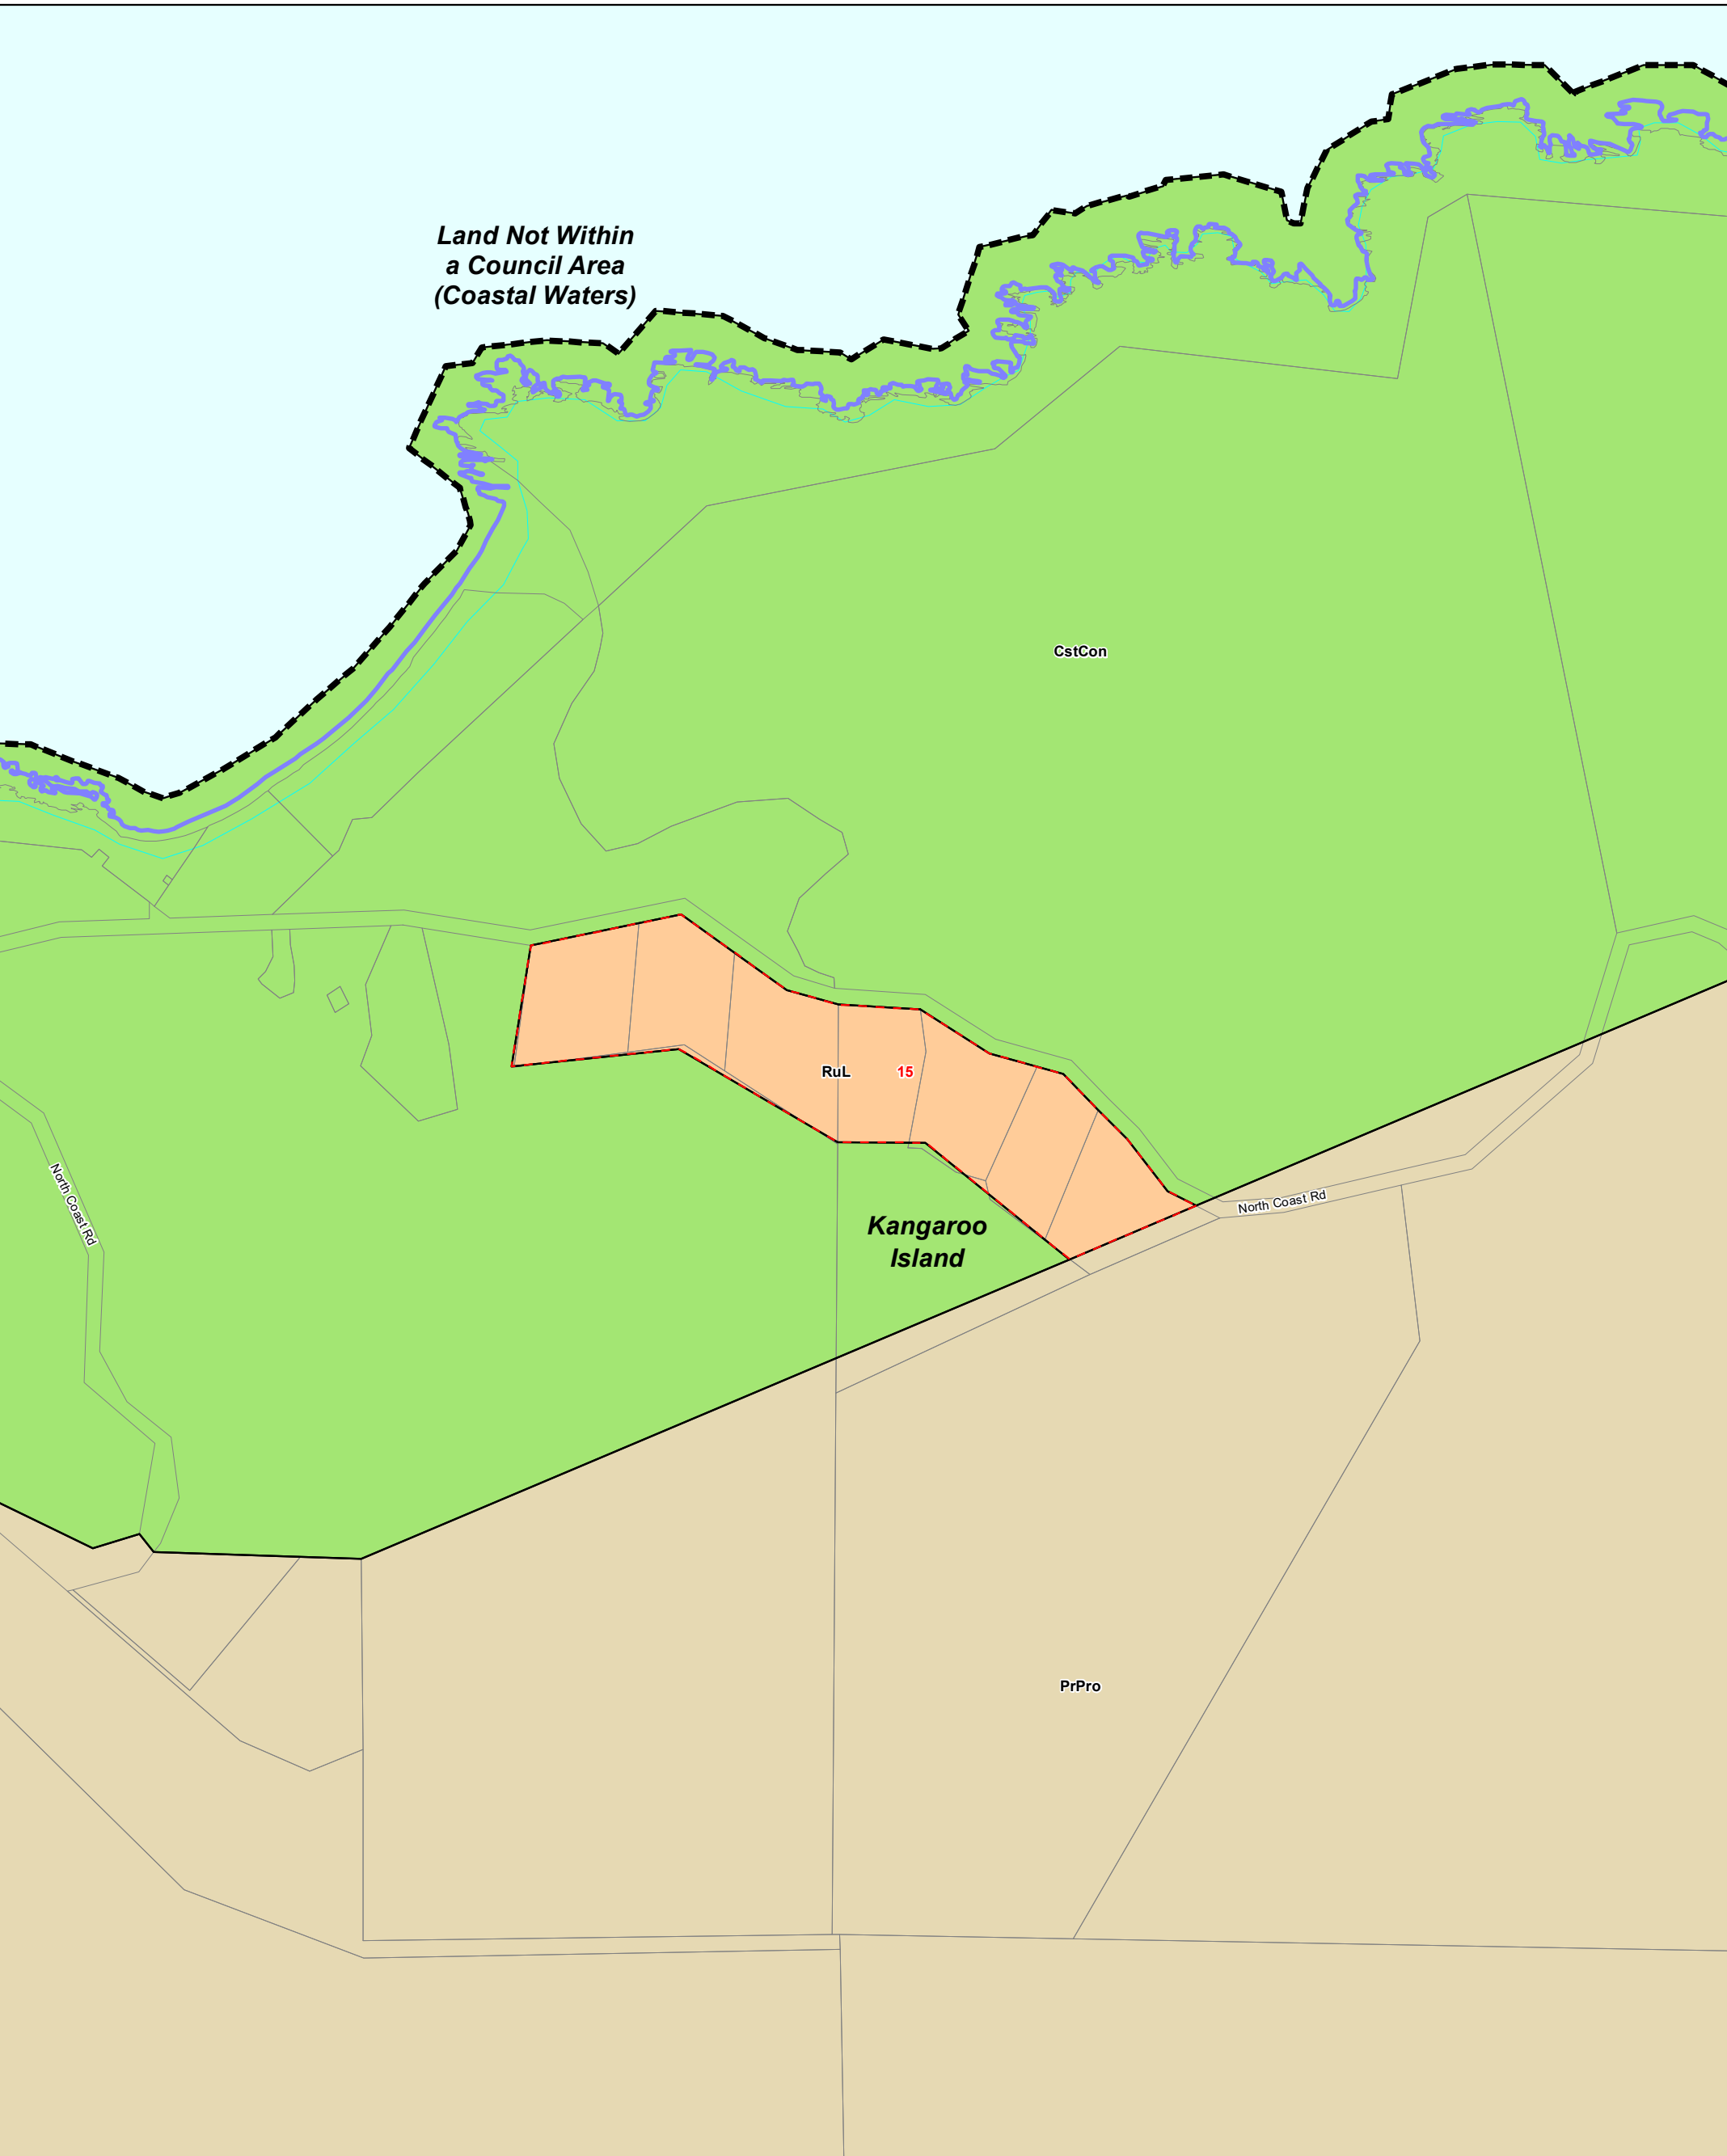 Land Not Within
a Council Area
(Coastal Waters)
CstCon
RuL
15
North Coast Rd
North Coast Rd
Kangaroo
Island
PrPro